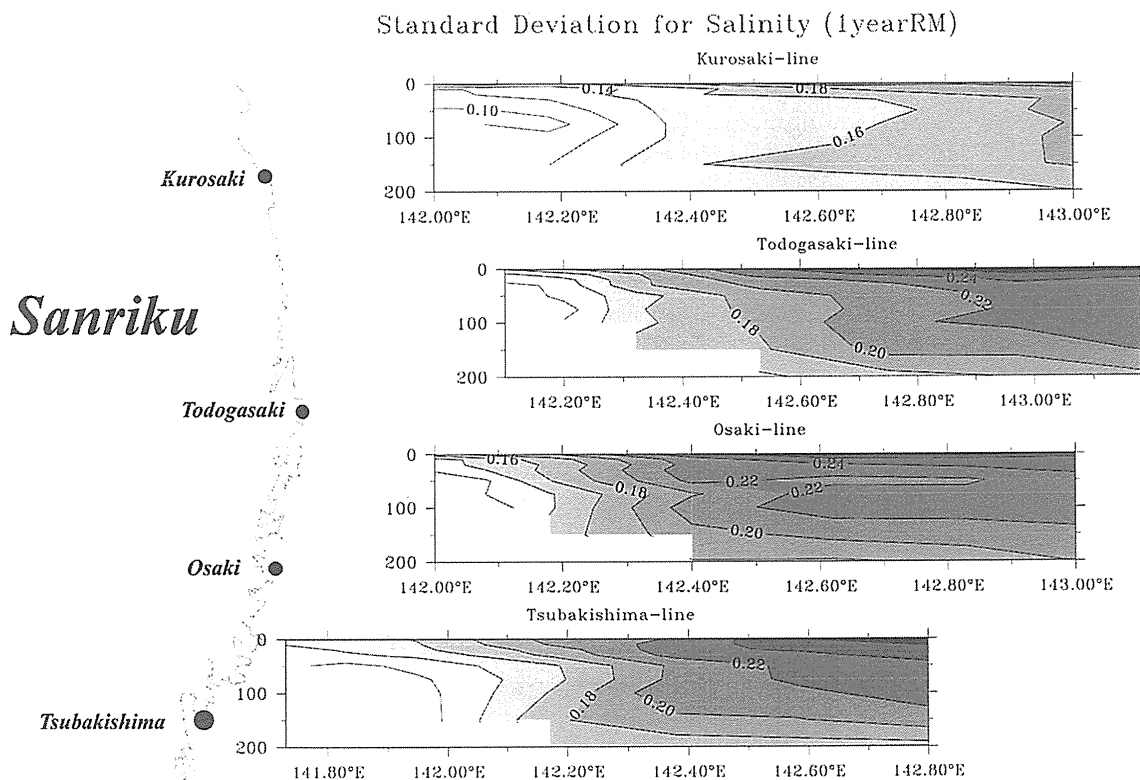 Standard Deviation for Salinity (1yearRM)
Kurosaki-line
0
100
200
0.10
0.14
0.18
0.16
142.00°E 142.20°E 142.40°E 142.60°E 142.80°E 143.00°E
Kurosaki
Todogasaki-line
0
100
200
0.24
0.22
0.18
0.20
142.20°E 142.40°E 142.60°E 142.80°E 143.00°E
Sanriku
Todogasaki
Osaki-line
0
100
200
0.16
0.18
0.22
0.24
0.22
0.20
142.00°E 142.20°E 142.40°E 142.60°E 142.80°E 143.00°E
Osaki
Tsubakishima-line
0
100
200
0.22
0.18
0.20
141.80°E 142.00°E 142.20°E 142.40°E 142.60°E 142.80°E
Tsubakishima